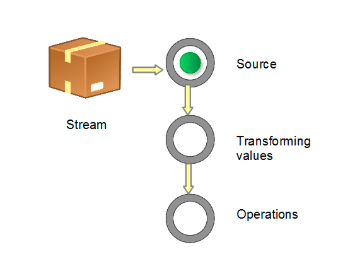 Source
Stream
Transforming
values
Operations